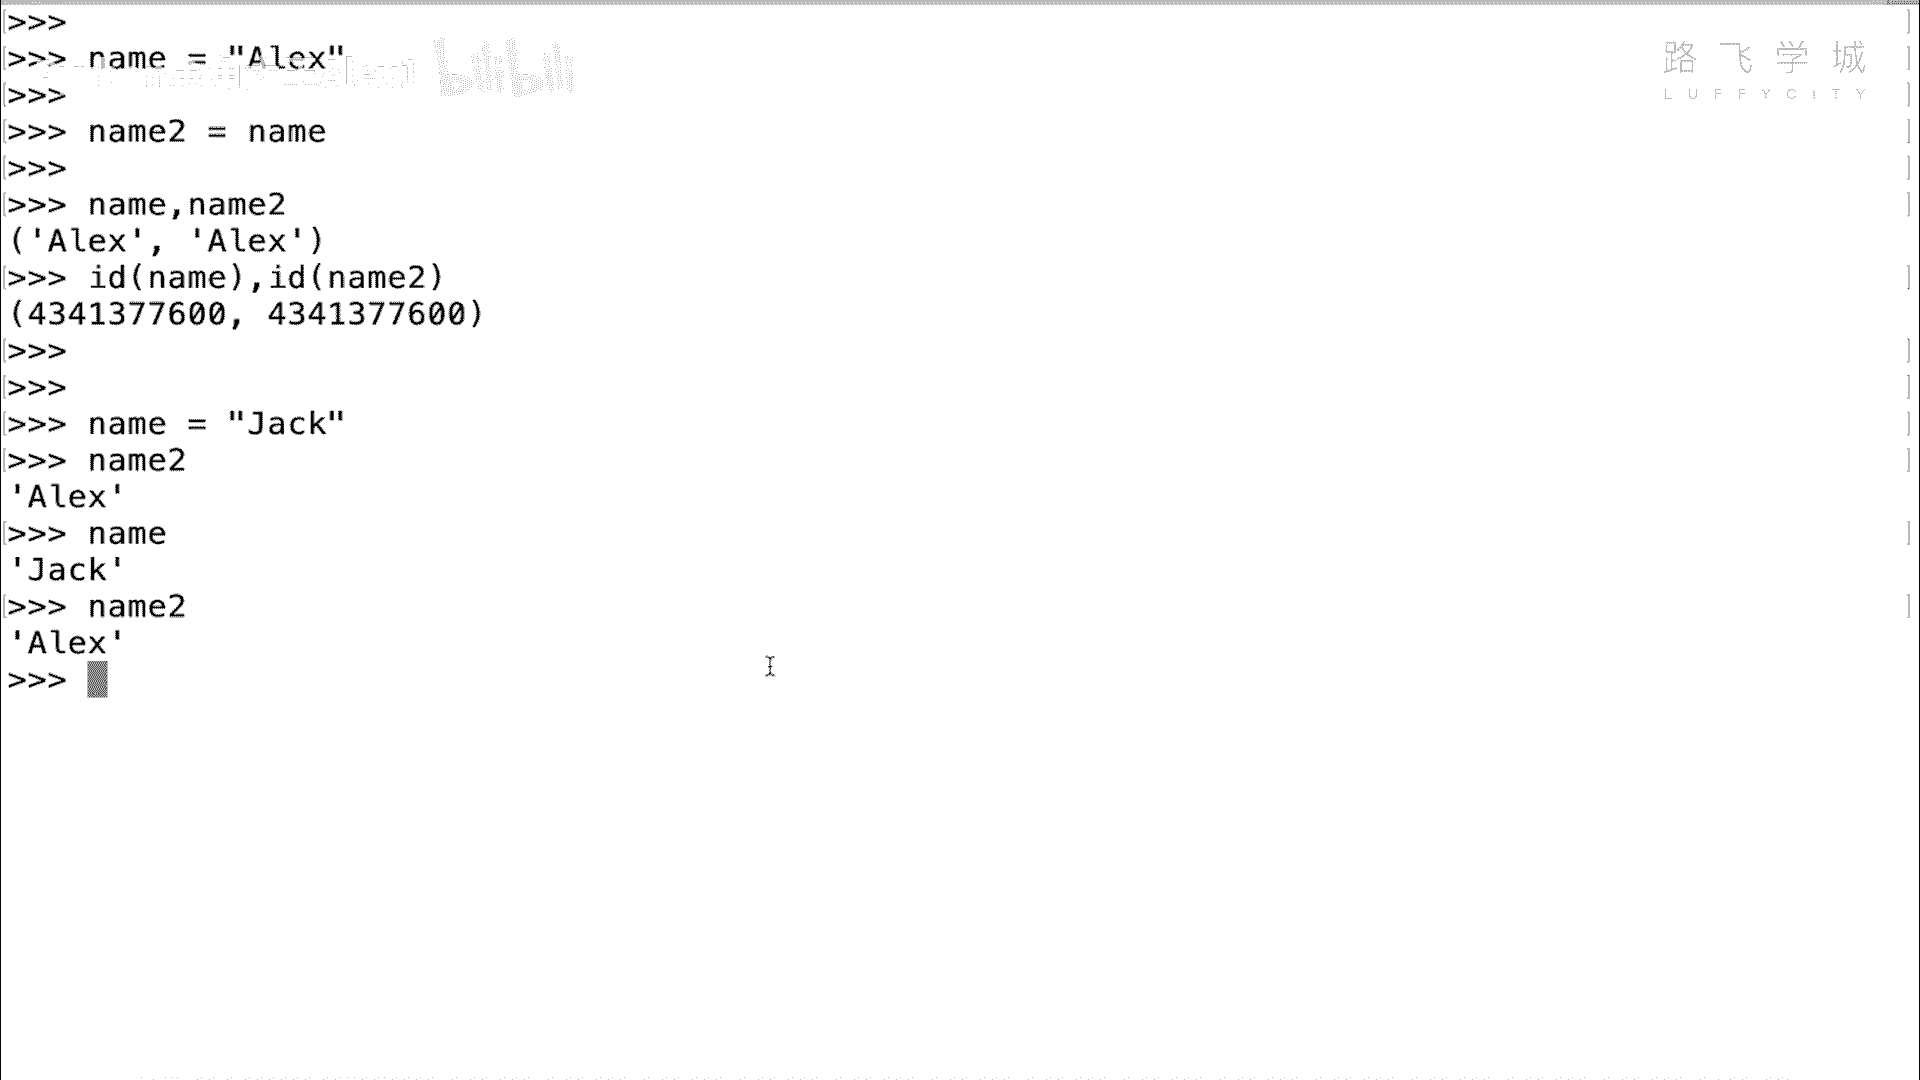 >>>
>>> name = "Alex"
bilibili
路飞学城
LUFFYCITY
>>>
>>> name2 = name
>>>
>>> name,name2
('Alex', 'Alex')
>>> id(name),id(name2)
(4341377600, 4341377600)
>>>
>>>
>>> name = "Jack"
>>> name2
'Alex'
>>> name
'Jack'
>>> name2
'Alex'
>>>